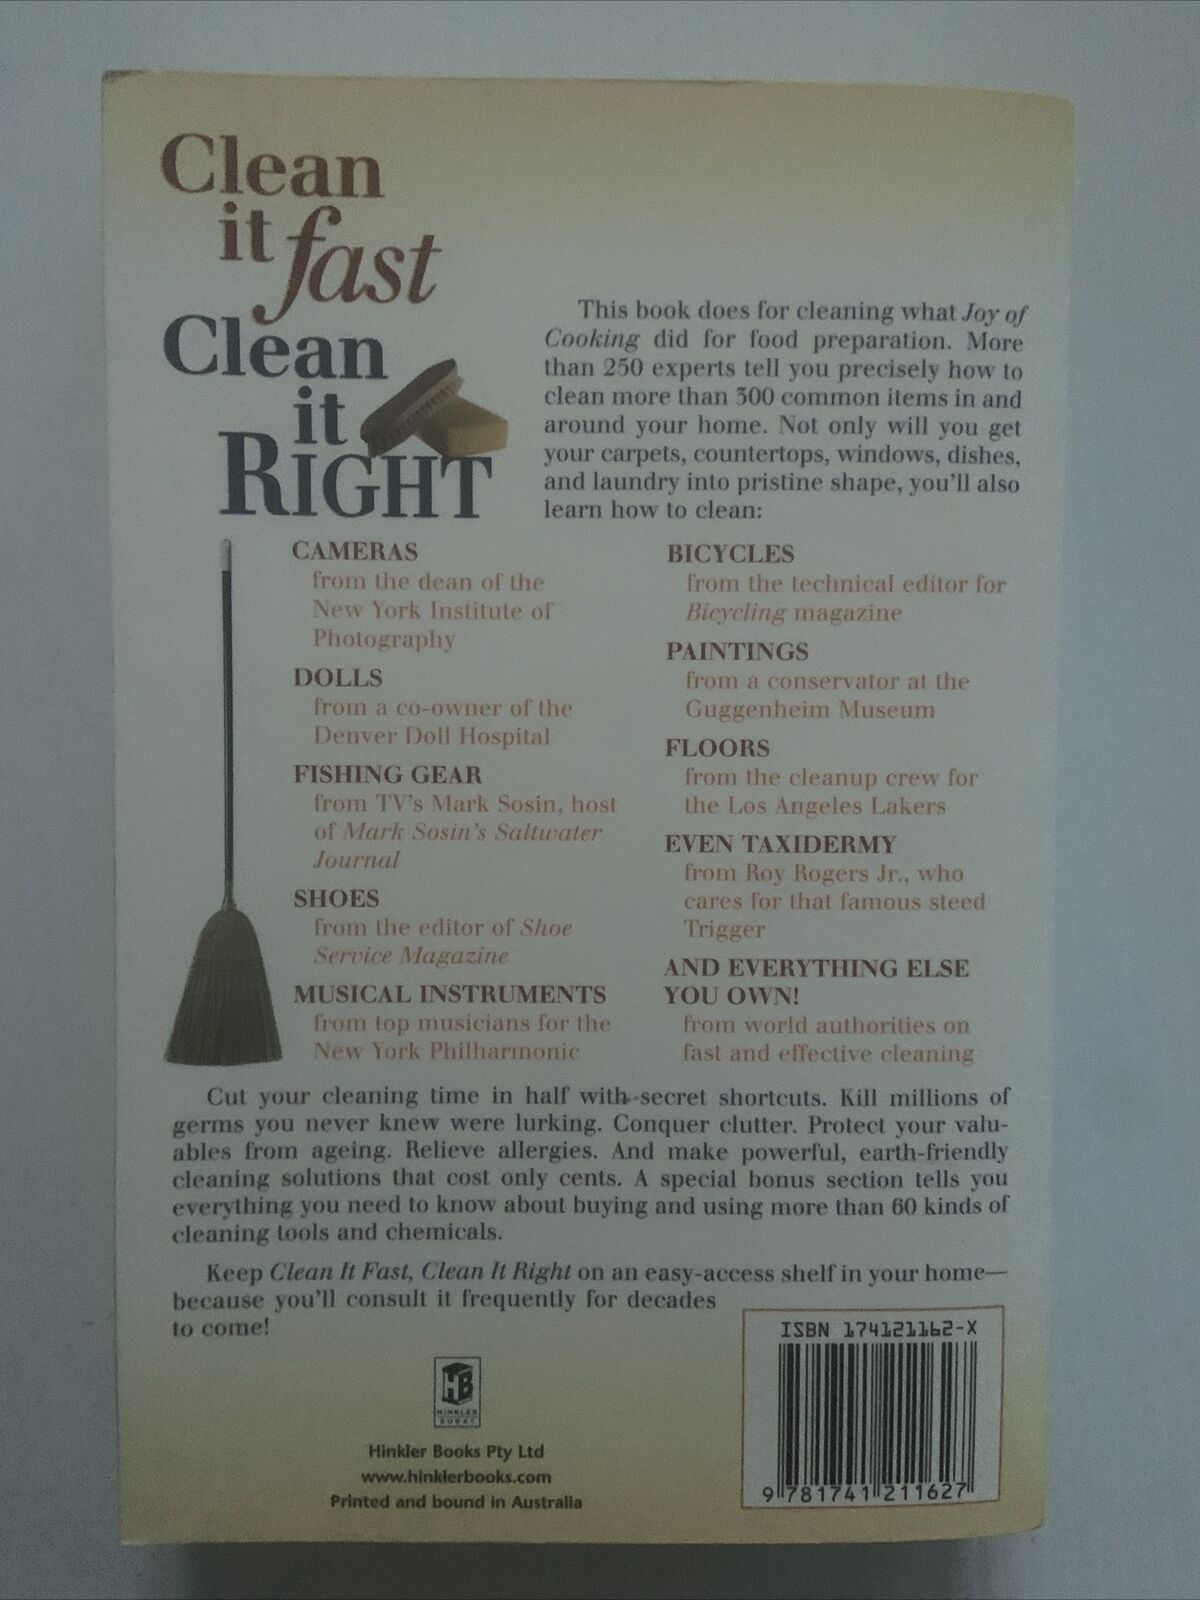 Clean
it fast
Clean
it
RIGHT
This book does for cleaning what Joy of
Cooking did for food preparation. More
than 250 experts tell you precisely how to
clean more than 300 common items in and
around your home. Not only will you get
your carpets, countertops, windows, dishes,
and laundry into pristine shape, you'll also
learn how to clean:
CAMERAS
from the dean of the
New York Institute of
Photography
DOLLS
from a co-owner of the
Denver Doll Hospital
FISHING GEAR
from TV's Mark Sosin, host
of Mark Sosin's Saltwater
Journal
SHOES
from the editor of Shoe
Service Magazine
MUSICAL INSTRUMENTS
from top musicians for the
New York Philharmonic
BICYCLES
from the technical editor for
Bicycling magazine
PAINTINGS
from a conservator at the
Guggenheim Museum
FLOORS
from the cleanup crew for
the Los Angeles Lakers
EVEN TAXIDERMY
from Roy Rogers Jr., who
cares for that famous steed
Trigger
AND EVERYTHING ELSE
YOU OWN!
from world authorities on
fast and effective cleaning
Cut your cleaning time in half with secret shortcuts. Kill millions of
germs you never knew were lurking. Conquer clutter. Protect your valu-
ables from ageing. Relieve allergies. And make powerful, earth-friendly
cleaning solutions that cost only cents. A special bonus section tells you
everything you need to know about buying and using more than 60 kinds of
cleaning tools and chemicals.
Keep Clean It Fast, Clean It Right on an easy-access shelf in your home—
because you'll consult it frequently for decades
to come!
HB
HINKLER
BOOKS
Hinkler Books Pty Ltd
www.hinklerbooks.com
Printed and bound in Australia
ISBN 174121162-X
9 781741 211627